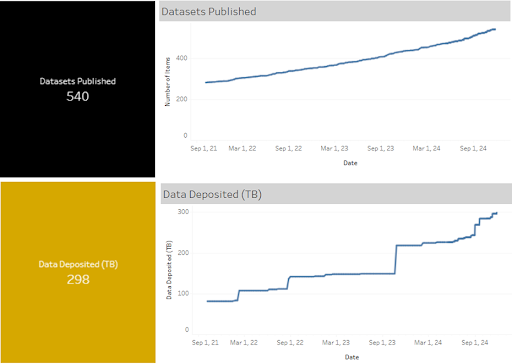 Datasets Published
540
Datasets Published
Number of Items
400
200
0
Sep 1, 21
Mar 1, 22
Sep 1, 22
Mar 1, 23
Sep 1, 23
Mar 1, 24
Sep 1, 24
Date
Data Deposited (TB)
298
Data Deposited (TB)
Data Deposited (TB)
300
200
100
0
Sep 1, 21
Mar 1, 22
Sep 1, 22
Mar 1, 23
Sep 1, 23
Mar 1, 24
Sep 1, 24
Date